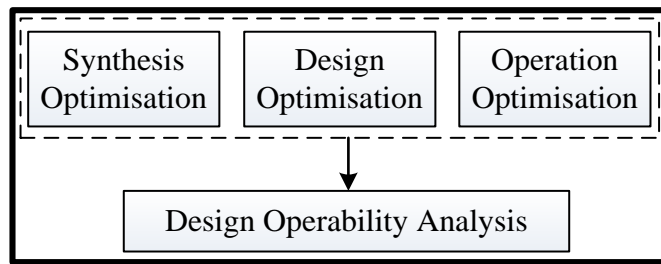 Synthesis
Optimisation
Design
Optimisation
Operation
Optimisation
Design Operability Analysis